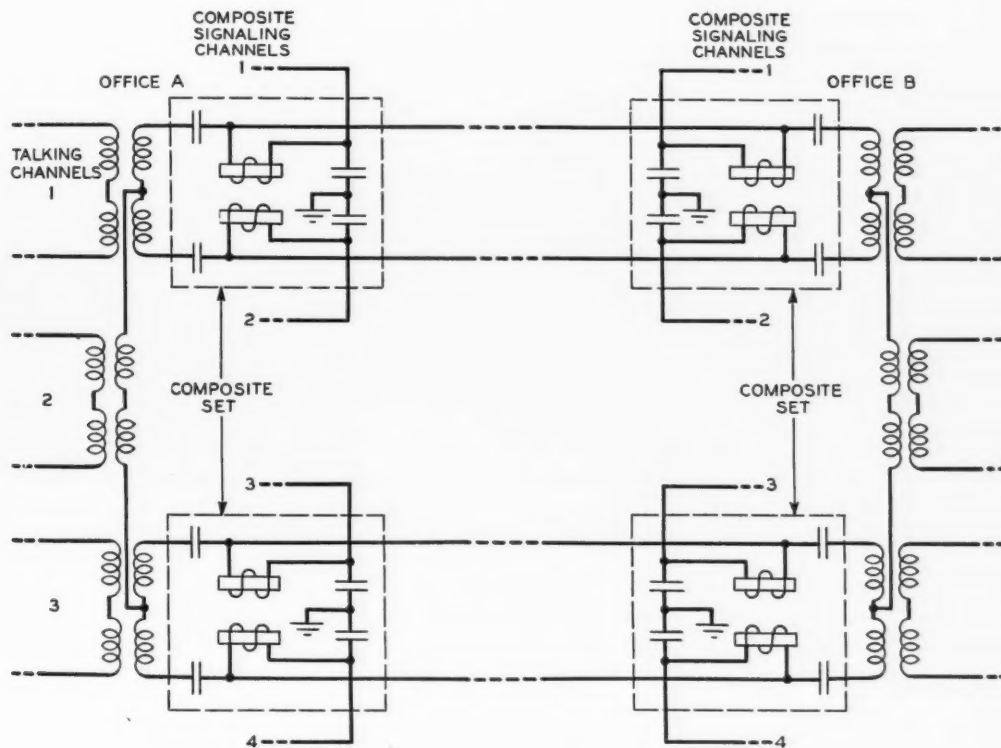 COMPOSITE
SIGNALING
CHANNELS
1
OFFICE A
COMPOSITE
SIGNALING
CHANNELS
1
OFFICE B
TALKING
CHANNELS
1
2
2
2
COMPOSITE
SET
COMPOSITE
SET
3
3
3
4
4